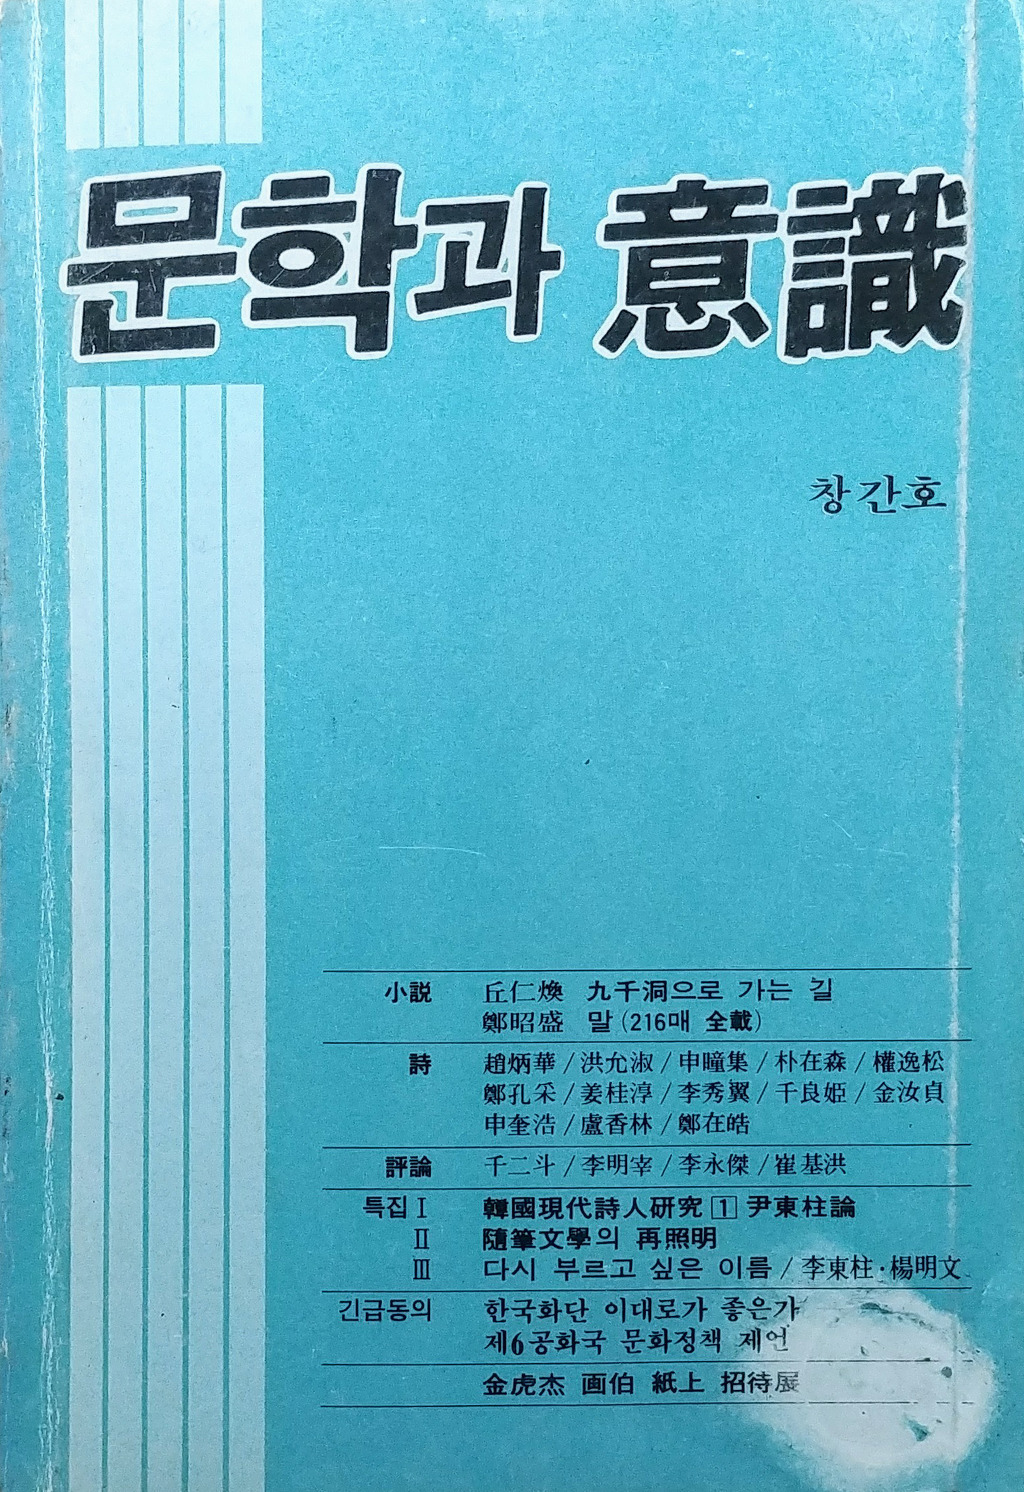 문학과 意識
창간호
小説 丘仁煥 九千洞으로 가는 길
鄭昭盛 말 (216매 全載)
詩 趙炳華 / 洪允淑 / 申瞳集 / 朴在森 / 權逸松
鄭孔采 / 姜桂淳 / 李秀翼 / 千良姫 / 金汝貞
申奎浩 / 盧香林 / 鄭在皓
評論 千二斗 / 李明宰 / 李永傑 / 崔基洪
특집 Ⅰ 韓國現代詩人研究 1 尹東柱論
Ⅱ 隨筆文學의 再照明
Ⅲ 다시 부르고 싶은 이름 / 李東柱·楊明文
긴급동의 한국화단 이대로가 좋은가
제6공화국 문화정책 제언
金虎杰 画伯 紙上 招待展